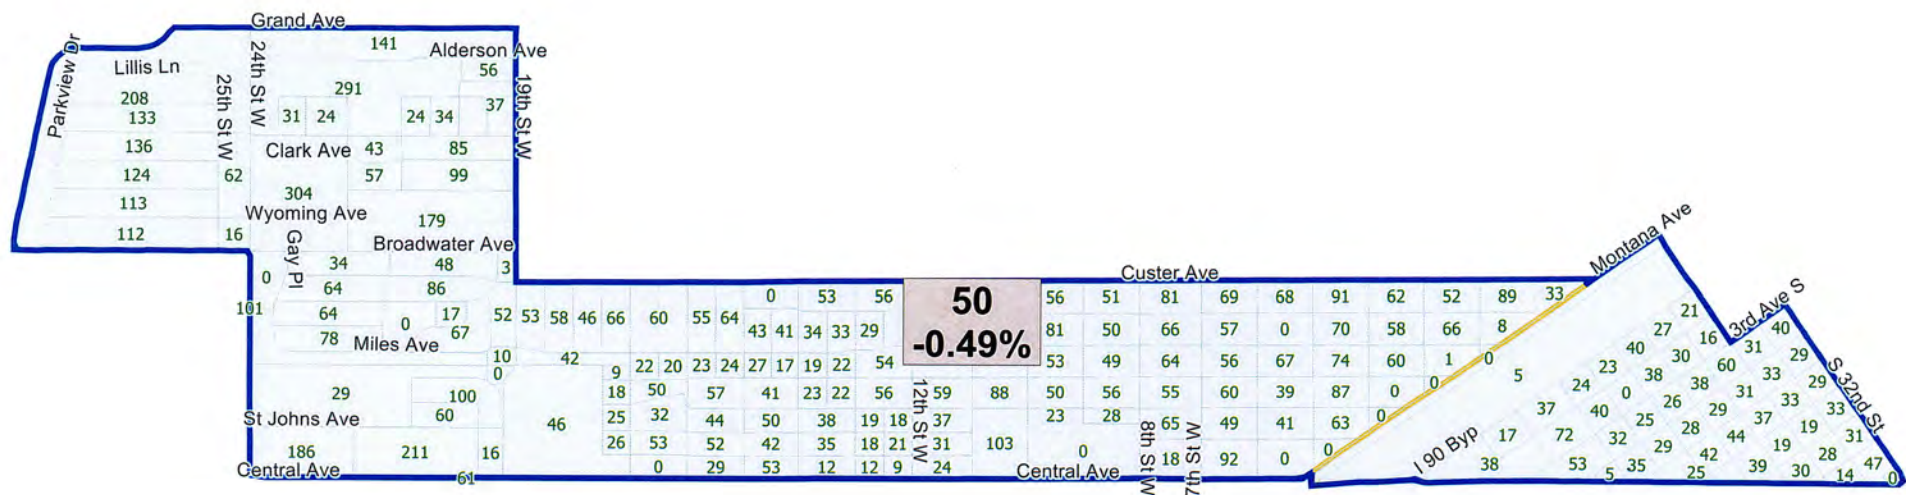 Grand Ave
141
Alderson Ave
Parkview Dr
Lillis Ln
25th St W
24th St W
19th St W
56
291
208
31 24 24 34 37
133
136
Clark Ave 43 85
124 62 57 99
304
113
Wyoming Ave 179
112 16
Gay Pl
Broadwater Ave
34 48 3
0
64 86
101
64 0 17 67
78 Miles Ave
10
0
29 100
St Johns Ave 60
186 211 16
Central Ave 61
Custer Ave
Montana Ave
50
-0.49%
0 53 56
56 51 81 69 68 91 62 52 89 33
52 53 58 46 66 60 55 64
43 41 34 33 29
81 50 66 57 0 70 58 66 8
42 9 22 20 23 24 27 17 19 22 54
53 49 64 56 67 74 60 1 0
18 50 57 41 23 22 56
12th St W
59 88 50 56 55 60 39 87 0 0
46 25 32 44 50 38 19 18 37
23 28 65 49 41 63 0
26 53 52 42 35 18 21 31 103 0
8th St W
7th St W
0 29 53 12 12 9 24
Central Ave
18 92 0 0
21
3rd Ave S
27 16 40
40 30 31 29
23 38 60 33 29
S 32nd St
5 24 0 38 31 33
37 40 26 29 37 19 31
17 72 25 28 44 19 28 47
I 90 Byp
32 29 42 39 30 14 0
38 53 5 35 25